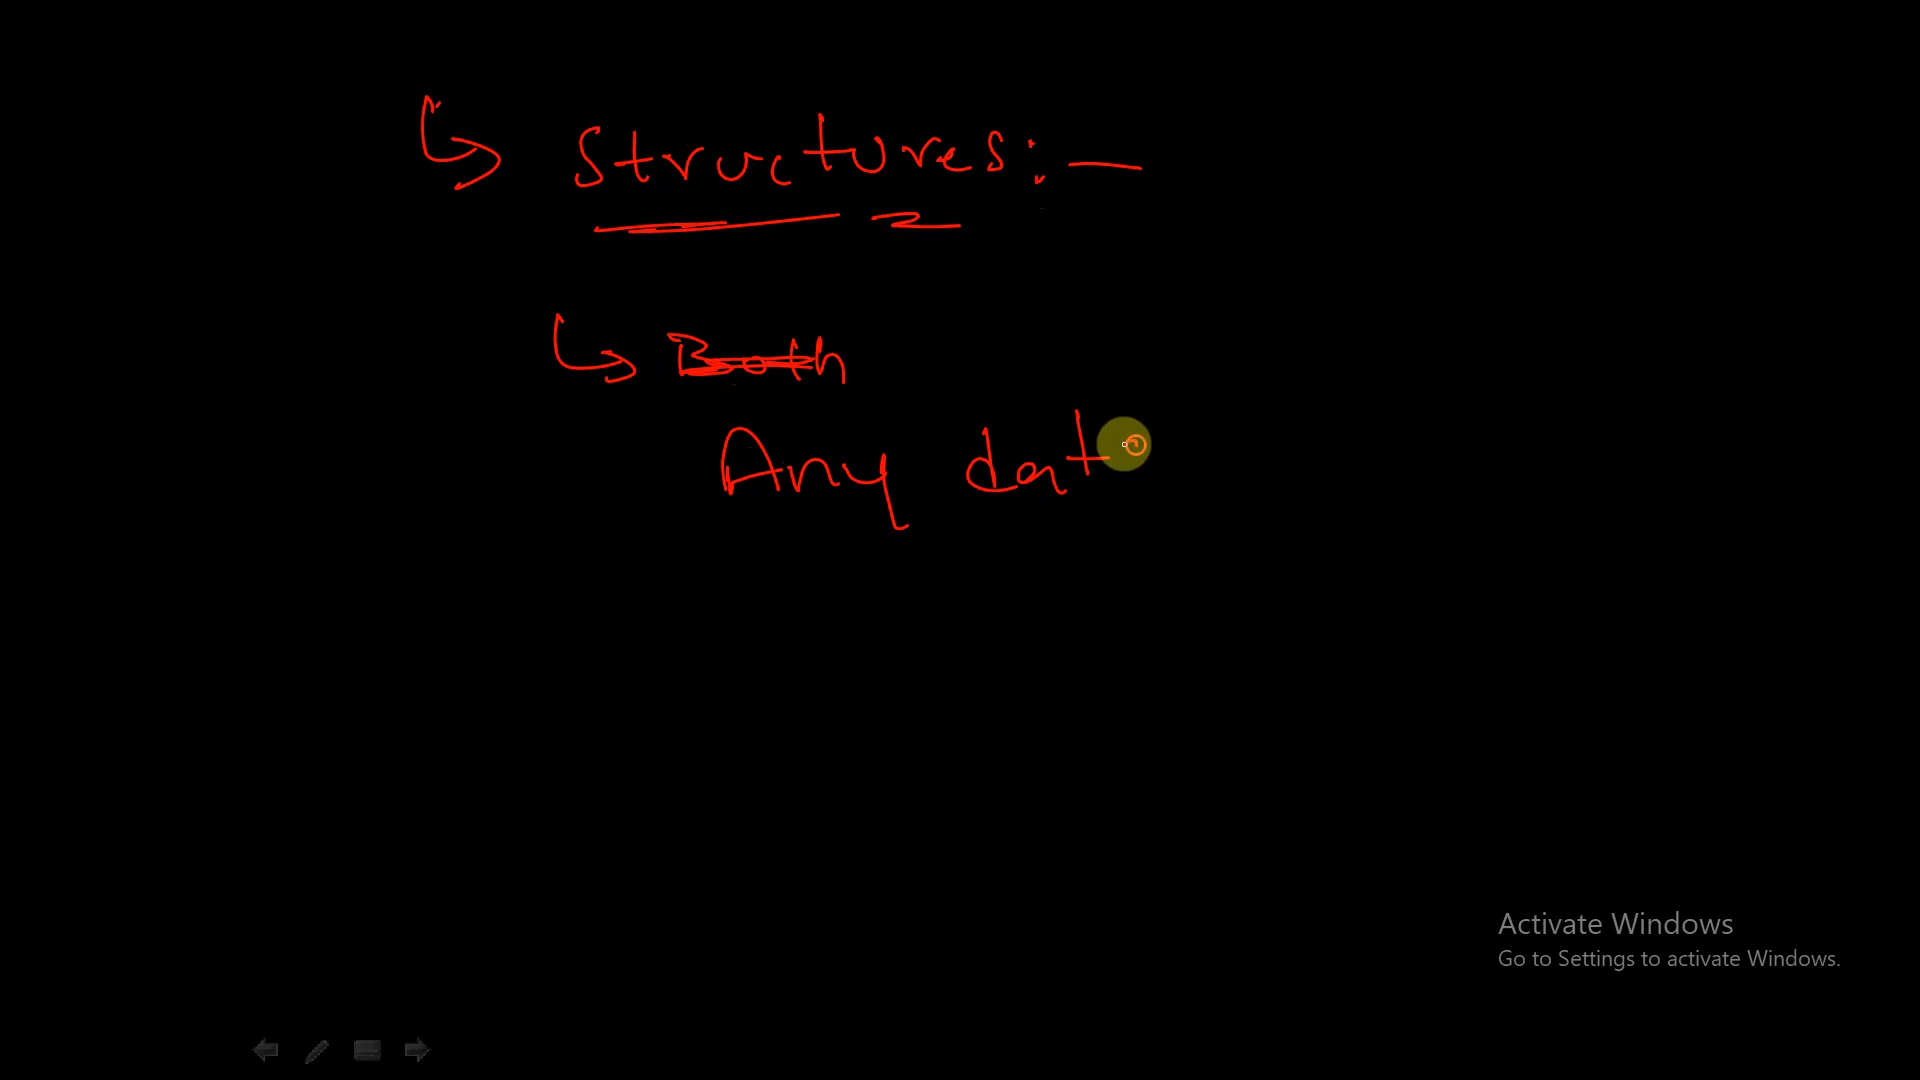 Structures:—
Both
Any dat
Activate Windows
Go to Settings to activate Windows.